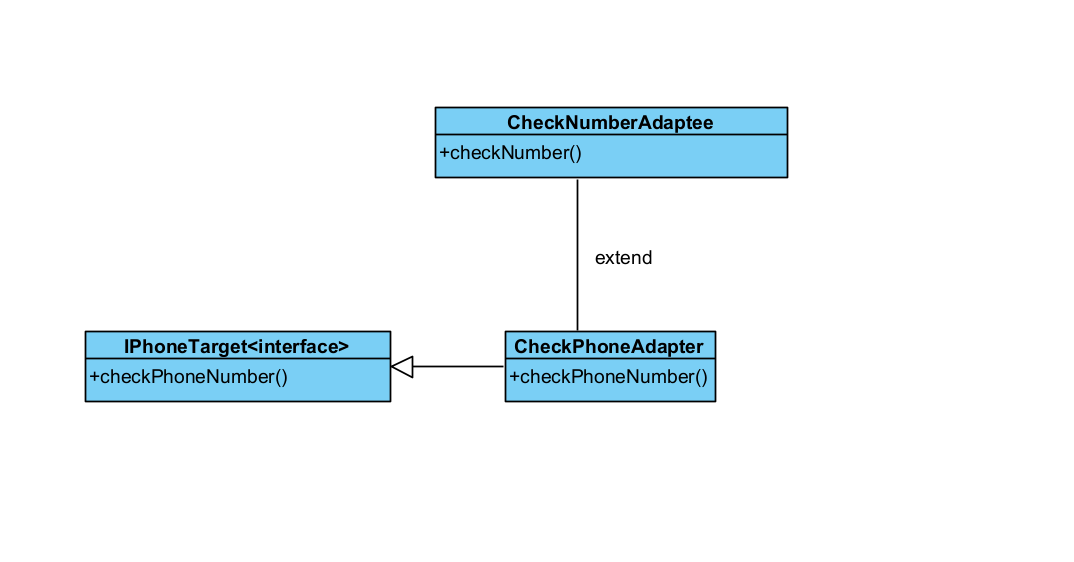 CheckNumberAdaptee
+checkNumber()
extend
IPhoneTarget<interface>
+checkPhoneNumber()
CheckPhoneAdapter
+checkPhoneNumber()